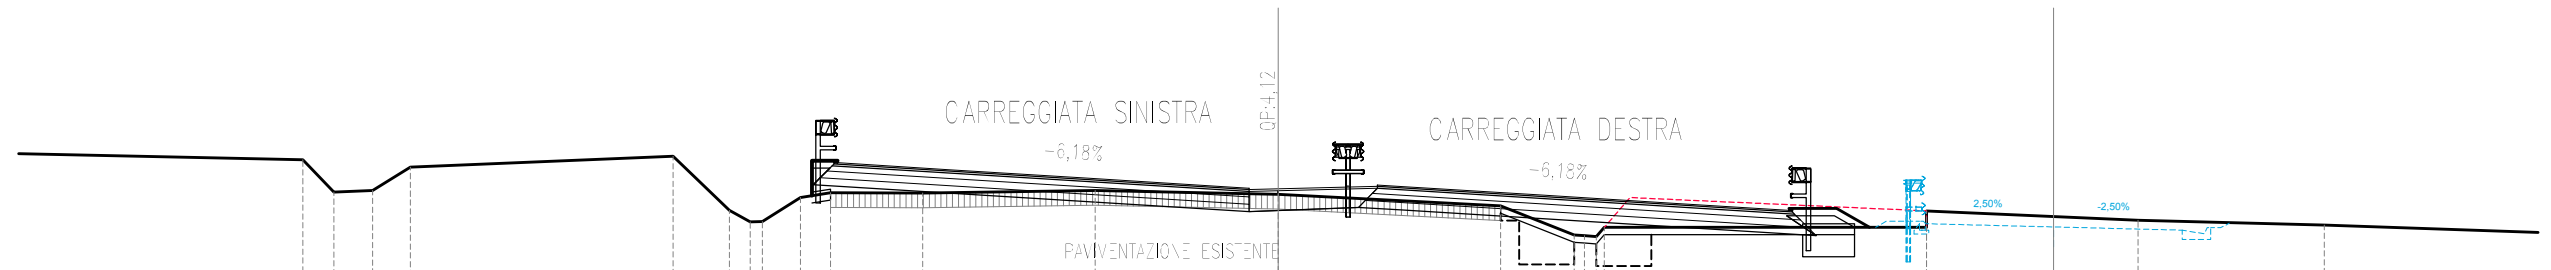 CARREGGIATA SINISTRA
-6,18%
QP:4,12
CARREGGIATA DESTRA
-6,18%
2,50%
-2,50%
PAVIMENTAZIONE ESISTENTE